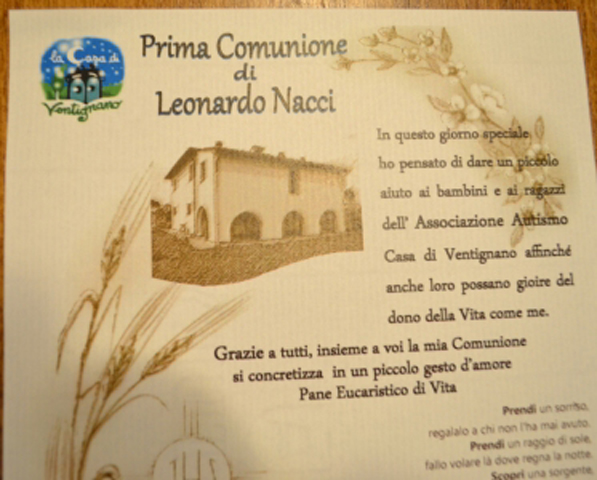 la Casa di
Ventignano
Prima Comunione
di
Leonardo Nacci
In questo giorno speciale
ho pensato di dare un piccolo
aiuto ai bambini e ai ragazzi
dell' Associazione Autismo
Casa di Ventignano affinché
anche loro possano gioire del
dono della Vita come me.
Grazie a tutti, insieme a voi la mia Comunione
si concretizza in un piccolo gesto d'amore
Pane Eucaristico di Vita
Prendi un sorriso,
regalalo a chi non l'ha mai avuto.
Prendi un raggio di sole,
fallo volare là dove regna la notte.
Scopri una sorgente,
IHS